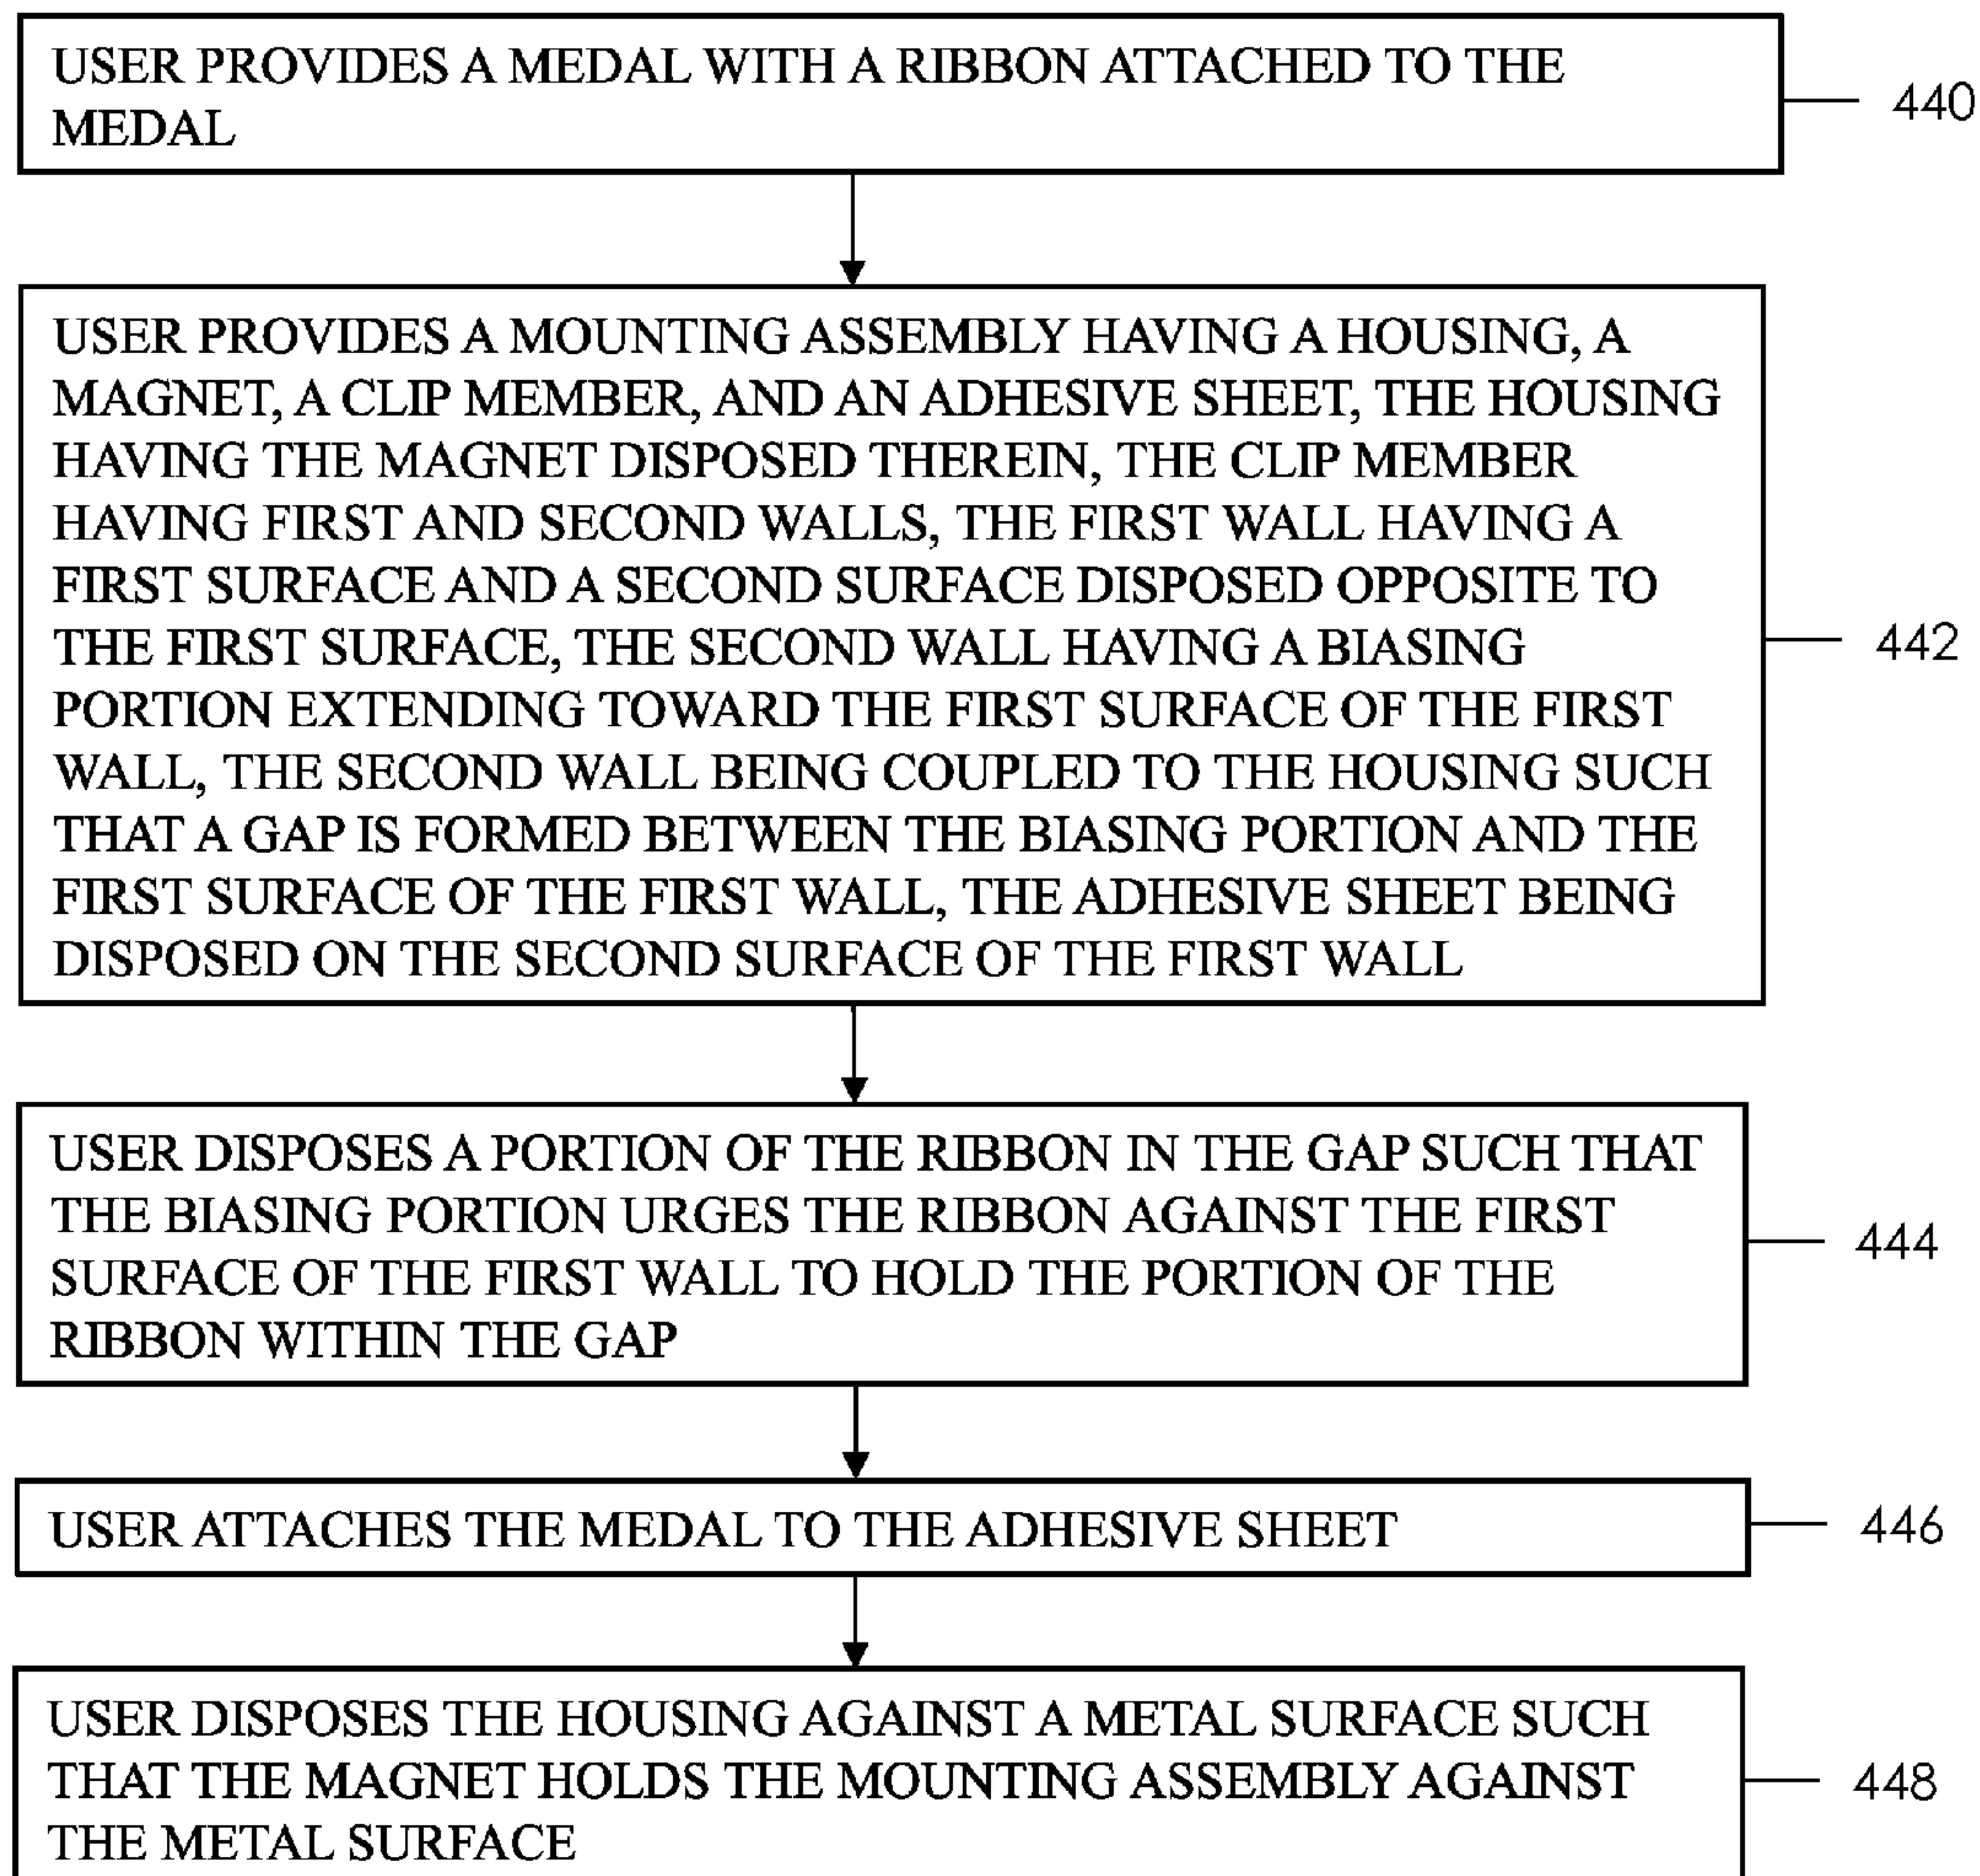 USER PROVIDES A MEDAL WITH A RIBBON ATTACHED TO THE
MEDAL
440
USER PROVIDES A MOUNTING ASSEMBLY HAVING A HOUSING, A
MAGNET, A CLIP MEMBER, AND AN ADHESIVE SHEET, THE HOUSING
HAVING THE MAGNET DISPOSED THEREIN, THE CLIP MEMBER
HAVING FIRST AND SECOND WALLS, THE FIRST WALL HAVING A
FIRST SURFACE AND A SECOND SURFACE DISPOSED OPPOSITE TO
THE FIRST SURFACE, THE SECOND WALL HAVING A BIASING
PORTION EXTENDING TOWARD THE FIRST SURFACE OF THE FIRST
WALL, THE SECOND WALL BEING COUPLED TO THE HOUSING SUCH
THAT A GAP IS FORMED BETWEEN THE BIASING PORTION AND THE
FIRST SURFACE OF THE FIRST WALL, THE ADHESIVE SHEET BEING
DISPOSED ON THE SECOND SURFACE OF THE FIRST WALL
442
USER DISPOSES A PORTION OF THE RIBBON IN THE GAP SUCH THAT
THE BIASING PORTION URGES THE RIBBON AGAINST THE FIRST
SURFACE OF THE FIRST WALL TO HOLD THE PORTION OF THE
RIBBON WITHIN THE GAP
444
USER ATTACHES THE MEDAL TO THE ADHESIVE SHEET
446
USER DISPOSES THE HOUSING AGAINST A METAL SURFACE SUCH
THAT THE MAGNET HOLDS THE MOUNTING ASSEMBLY AGAINST
THE METAL SURFACE
448